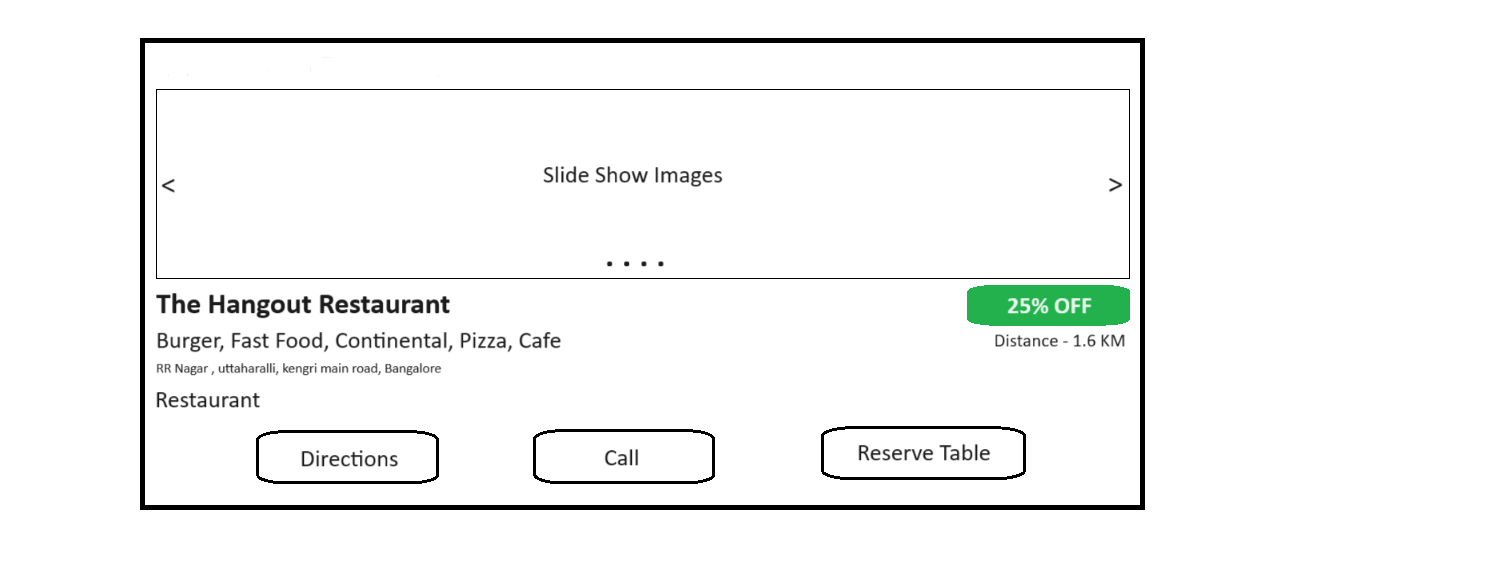 Slide Show Images
< >
. . . .
The Hangout Restaurant 25% OFF
Burger, Fast Food, Continental, Pizza, Cafe Distance - 1.6 KM
RR Nagar , uttaharalli, kengri main road, Bangalore
Restaurant
Directions Call Reserve Table